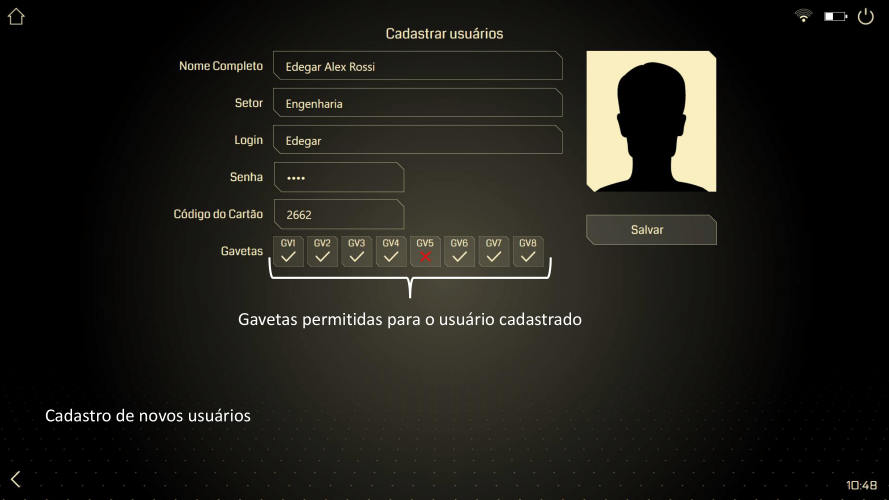 Cadastrar usuários
Nome Completo Edegar Alex Rossi
Setor Engenharia
Login Edegar
Senha ••••
Código do Cartão 2662
Gavetas GV1 GV2 GV3 GV4 GV5 GV6 GV7 GV8
Salvar
Gavetas permitidas para o usuário cadastrado
Cadastro de novos usuários
10:48